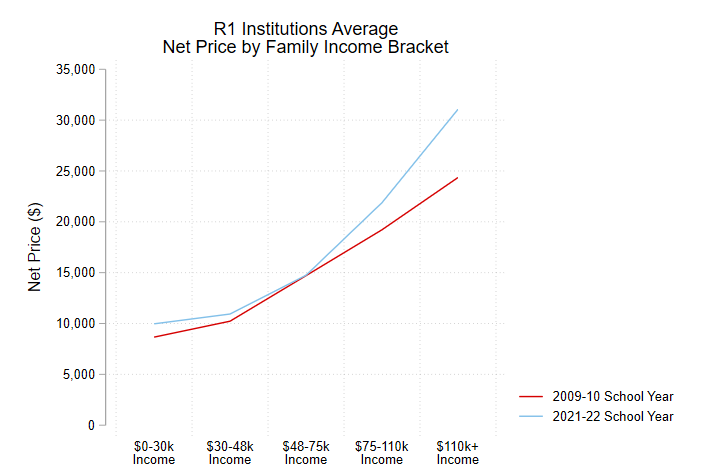 R1 Institutions Average
Net Price by Family Income Bracket
35,000
30,000
25,000
20,000
15,000
10,000
5,000
0
Net Price ($)
$0-30k
Income
$30-48k
Income
$48-75k
Income
$75-110k
Income
$110k+
Income
2009-10 School Year
2021-22 School Year